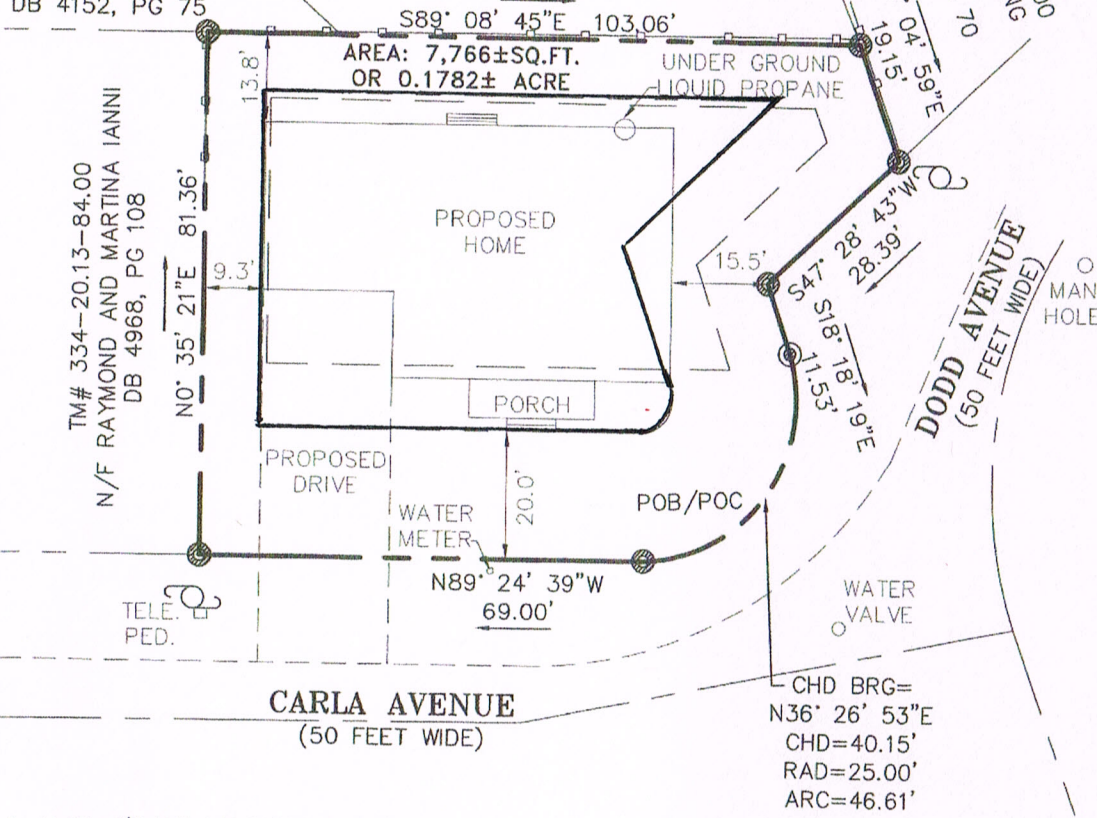 DB 4152, PG 75
S89° 08' 45"E 103.06'
AREA: 7,766±SQ.FT.
OR 0.1782± ACRE
13.8'
UNDER GROUND
LIQUID PROPANE
04' 59"E
19.15'
70
00
NG
TM# 334-20.13-84.00
N/F RAYMOND AND MARTINA IANNI
DB 4968, PG 108
N0° 35' 21"E 81.36'
9.3'
PROPOSED
HOME
15.5'
S47° 28' 43"W
28.39'
S18° 18' 19"E
11.53'
DODD AVENUE
(50 FEET WIDE)
MAN
HOLE
PORCH
PROPOSED
DRIVE
WATER
METER
20.0'
POB/POC
N89° 24' 39"W
69.00'
TELE.
PED.
WATER
VALVE
CARLA AVENUE
(50 FEET WIDE)
CHD BRG=
N36° 26' 53"E
CHD=40.15'
RAD=25.00'
ARC=46.61'